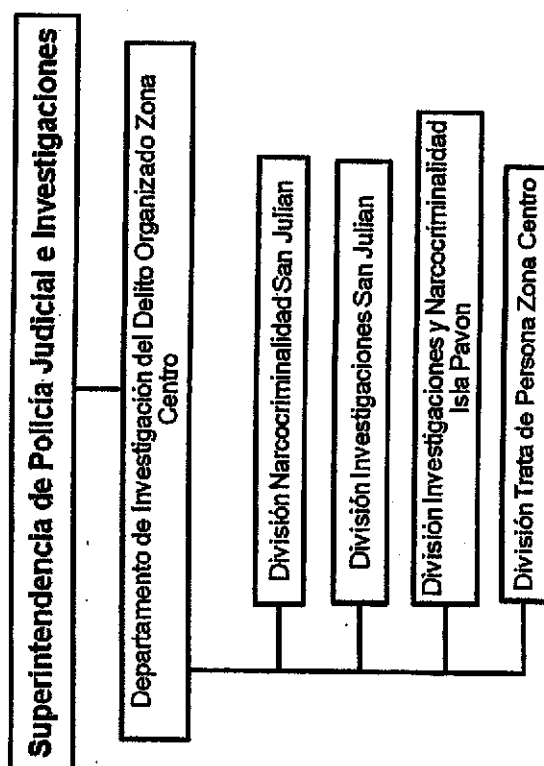 Superintendencia de Policía Judicial e Investigaciones
Departamento de Investigación del Delito Organizado Zona
Centro
División Narcocriminalidad San Julian
División Investigaciones San Julian
División Investigaciones y Narcocriminalidad
Isla Pavon
División Trata de Persona Zona Centro